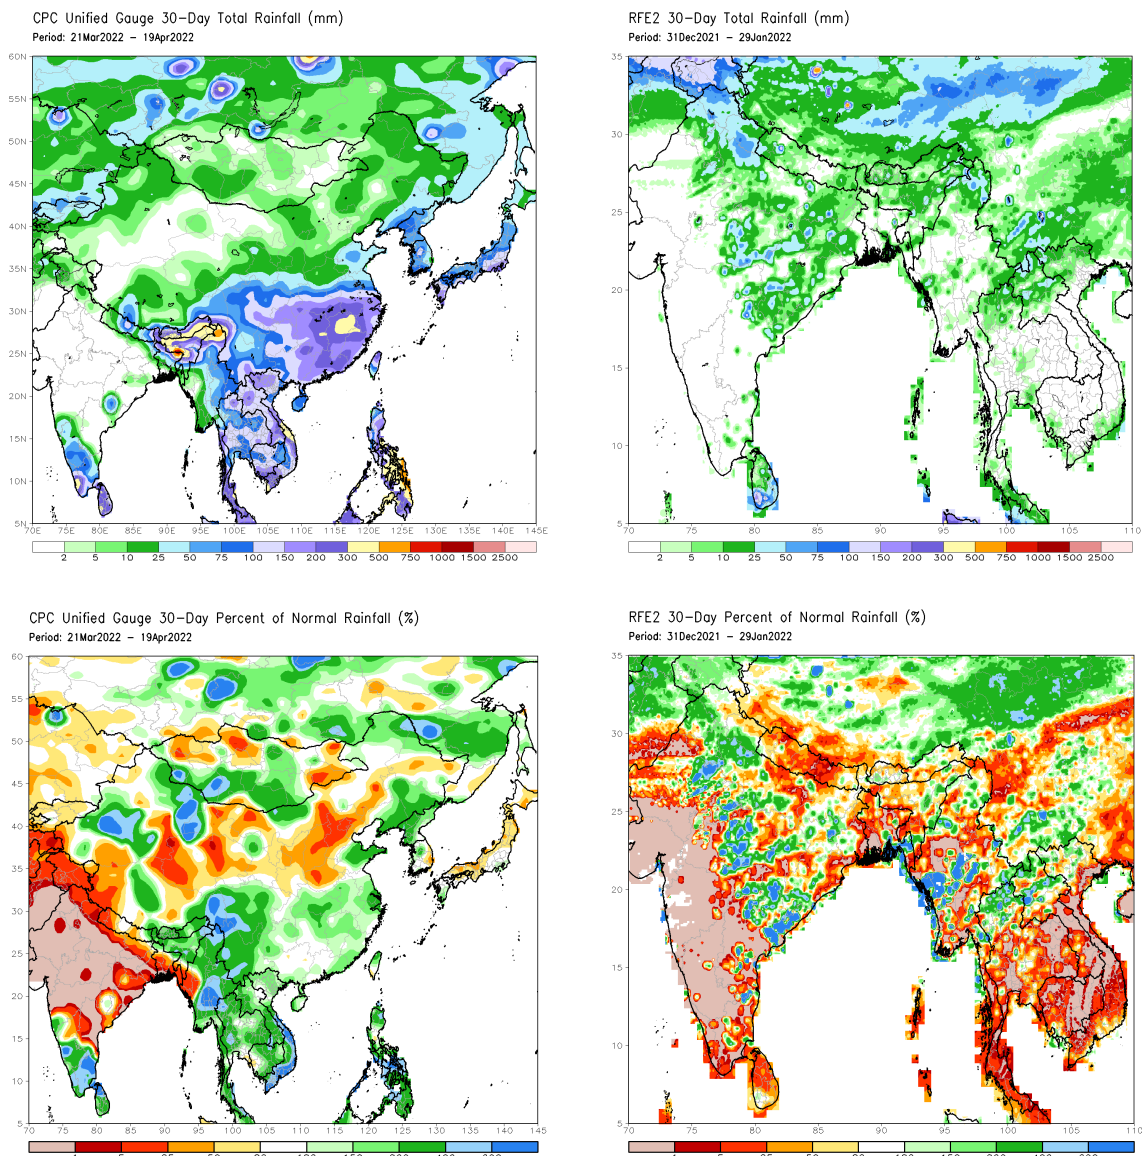 CPC Unified Gauge 30-Day Total Rainfall (mm)
Period: 21Mar2022 - 19Apr2022
60N
55N
50N
45N
40N
35N
30N
25N
20N
15N
10N
5N
70E 75E 80E 85E 90E 95E 100E 105E 110E 115E 120E 125E 130E 135E 140E 145E
2 5 10 25 50 75 100 150 200 300 500 750 1000 1500 2500
RFE2 30-Day Total Rainfall (mm)
Period: 31Dec2021 - 29Jan2022
35
30
25
20
15
10
5
70 75 80 85 90 95 100 105 110
2 5 10 25 50 75 100 150 200 300 500 750 1000 1500 2500
CPC Unified Gauge 30-Day Percent of Normal Rainfall (%)
Period: 21Mar2022 - 19Apr2022
60
55
50
45
40
35
30
25
20
15
10
5
70 75 80 85 90 95 100 105 110 115 120 125 130 135 140 145
RFE2 30-Day Percent of Normal Rainfall (%)
Period: 31Dec2021 - 29Jan2022
35
30
25
20
15
10
5
70 75 80 85 90 95 100 105 110